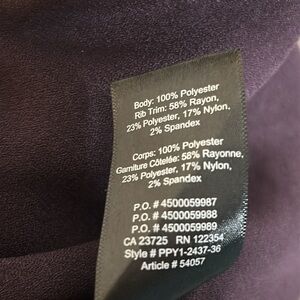 Body: 100% Polyester
Rib Trim: 58% Rayon,
23% Polyester, 17% Nylon,
2% Spandex
Corps: 100% Polyester
Garniture Côtelée: 58% Rayonne,
23% Polyester, 17% Nylon,
2% Spandex
P.O. # 4500059987
P.O. # 4500059988
P.O. # 4500059989
CA 23725 RN 122354
Style # PPY1-2437-36
Article # 54057